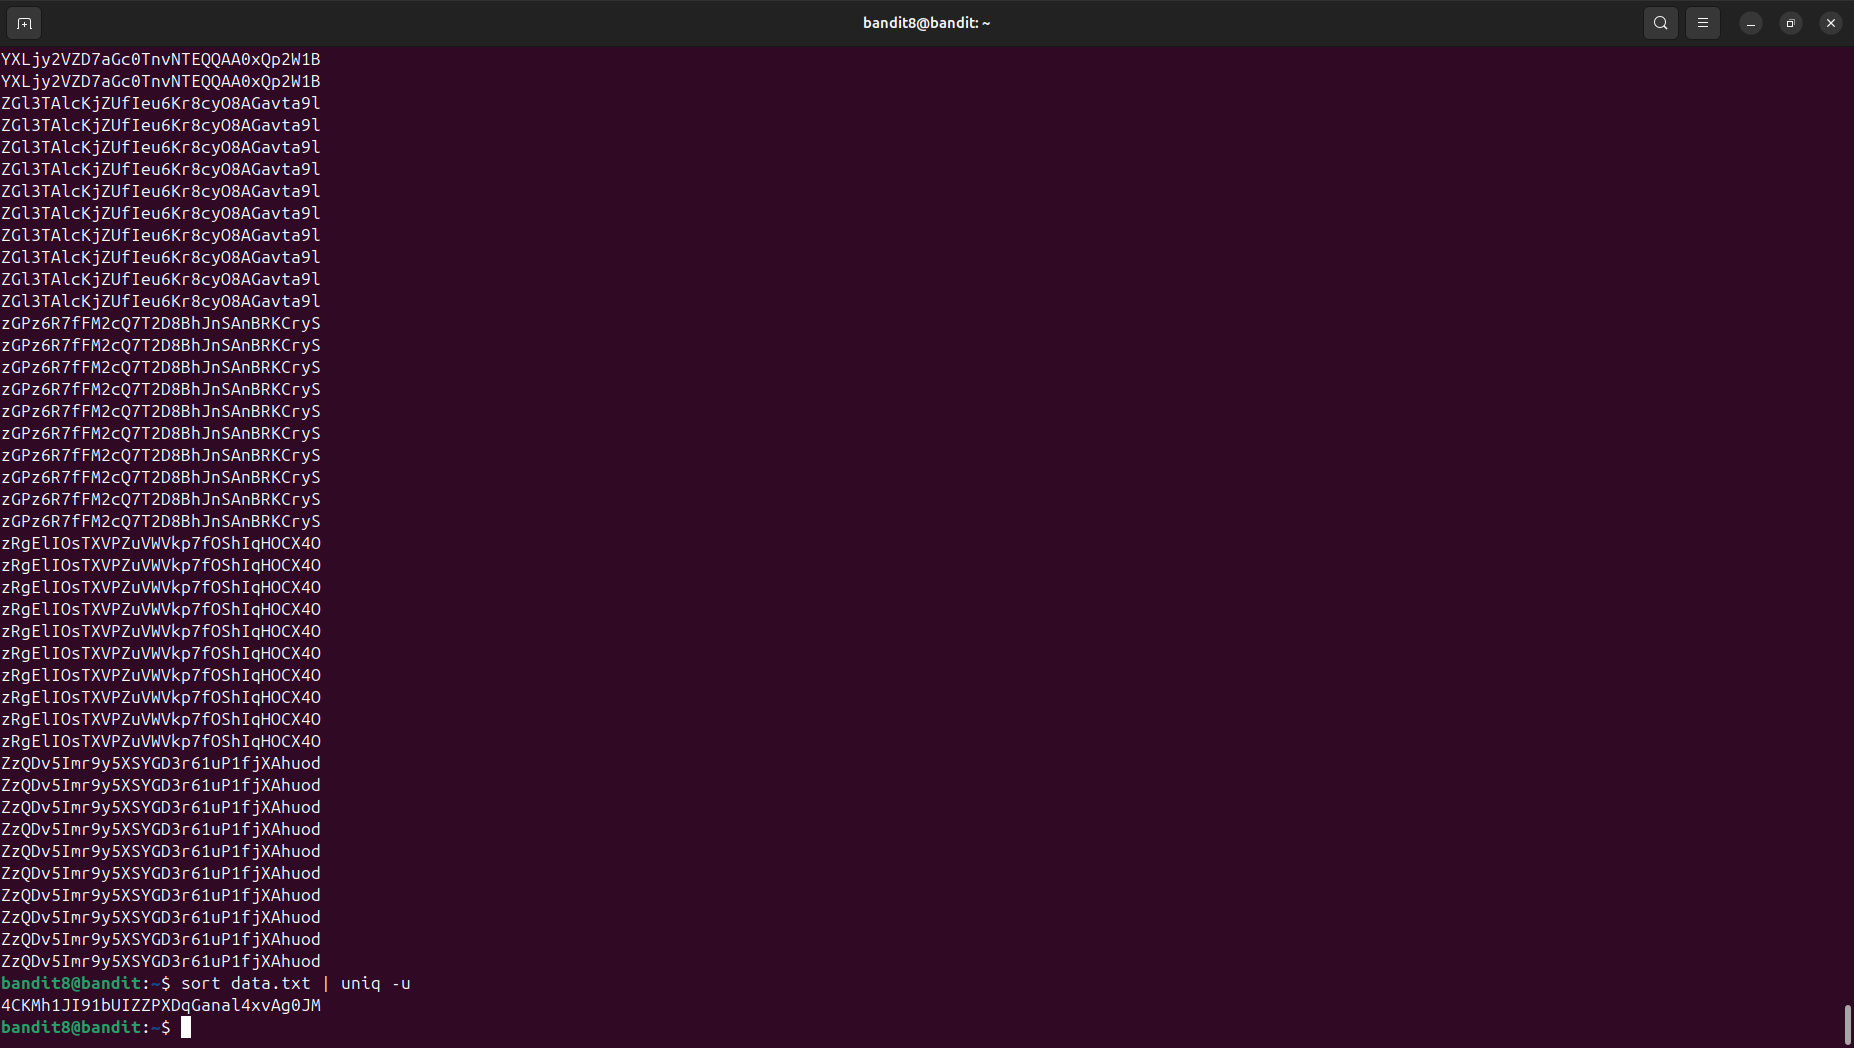 bandit8@bandit: ~
YXLjy2VZD7aGc0TnvNTEQQAA0xQp2W1B
YXLjy2VZD7aGc0TnvNTEQQAA0xQp2W1B
ZGl3TAlcKjZUfIeu6Kr8cyO8AGavta9l
ZGl3TAlcKjZUfIeu6Kr8cyO8AGavta9l
ZGl3TAlcKjZUfIeu6Kr8cyO8AGavta9l
ZGl3TAlcKjZUfIeu6Kr8cyO8AGavta9l
ZGl3TAlcKjZUfIeu6Kr8cyO8AGavta9l
ZGl3TAlcKjZUfIeu6Kr8cyO8AGavta9l
ZGl3TAlcKjZUfIeu6Kr8cyO8AGavta9l
ZGl3TAlcKjZUfIeu6Kr8cyO8AGavta9l
ZGl3TAlcKjZUfIeu6Kr8cyO8AGavta9l
ZGl3TAlcKjZUfIeu6Kr8cyO8AGavta9l
zGPz6R7fFM2cQ7T2D8BhJnSAnBRKCryS
zGPz6R7fFM2cQ7T2D8BhJnSAnBRKCryS
zGPz6R7fFM2cQ7T2D8BhJnSAnBRKCryS
zGPz6R7fFM2cQ7T2D8BhJnSAnBRKCryS
zGPz6R7fFM2cQ7T2D8BhJnSAnBRKCryS
zGPz6R7fFM2cQ7T2D8BhJnSAnBRKCryS
zGPz6R7fFM2cQ7T2D8BhJnSAnBRKCryS
zGPz6R7fFM2cQ7T2D8BhJnSAnBRKCryS
zGPz6R7fFM2cQ7T2D8BhJnSAnBRKCryS
zGPz6R7fFM2cQ7T2D8BhJnSAnBRKCryS
zRgElIOsTXVPZuVWVkp7fOShIqHOCX4O
zRgElIOsTXVPZuVWVkp7fOShIqHOCX4O
zRgElIOsTXVPZuVWVkp7fOShIqHOCX4O
zRgElIOsTXVPZuVWVkp7fOShIqHOCX4O
zRgElIOsTXVPZuVWVkp7fOShIqHOCX4O
zRgElIOsTXVPZuVWVkp7fOShIqHOCX4O
zRgElIOsTXVPZuVWVkp7fOShIqHOCX4O
zRgElIOsTXVPZuVWVkp7fOShIqHOCX4O
zRgElIOsTXVPZuVWVkp7fOShIqHOCX4O
zRgElIOsTXVPZuVWVkp7fOShIqHOCX4O
ZzQDv5Imr9y5XSYGD3r61uP1fjXAhuod
ZzQDv5Imr9y5XSYGD3r61uP1fjXAhuod
ZzQDv5Imr9y5XSYGD3r61uP1fjXAhuod
ZzQDv5Imr9y5XSYGD3r61uP1fjXAhuod
ZzQDv5Imr9y5XSYGD3r61uP1fjXAhuod
ZzQDv5Imr9y5XSYGD3r61uP1fjXAhuod
ZzQDv5Imr9y5XSYGD3r61uP1fjXAhuod
ZzQDv5Imr9y5XSYGD3r61uP1fjXAhuod
ZzQDv5Imr9y5XSYGD3r61uP1fjXAhuod
ZzQDv5Imr9y5XSYGD3r61uP1fjXAhuod
bandit8@bandit:~$ sort data.txt | uniq -u
4CKMh1JI91bUIZZPXDqGanal4xvAg0JM
bandit8@bandit:~$